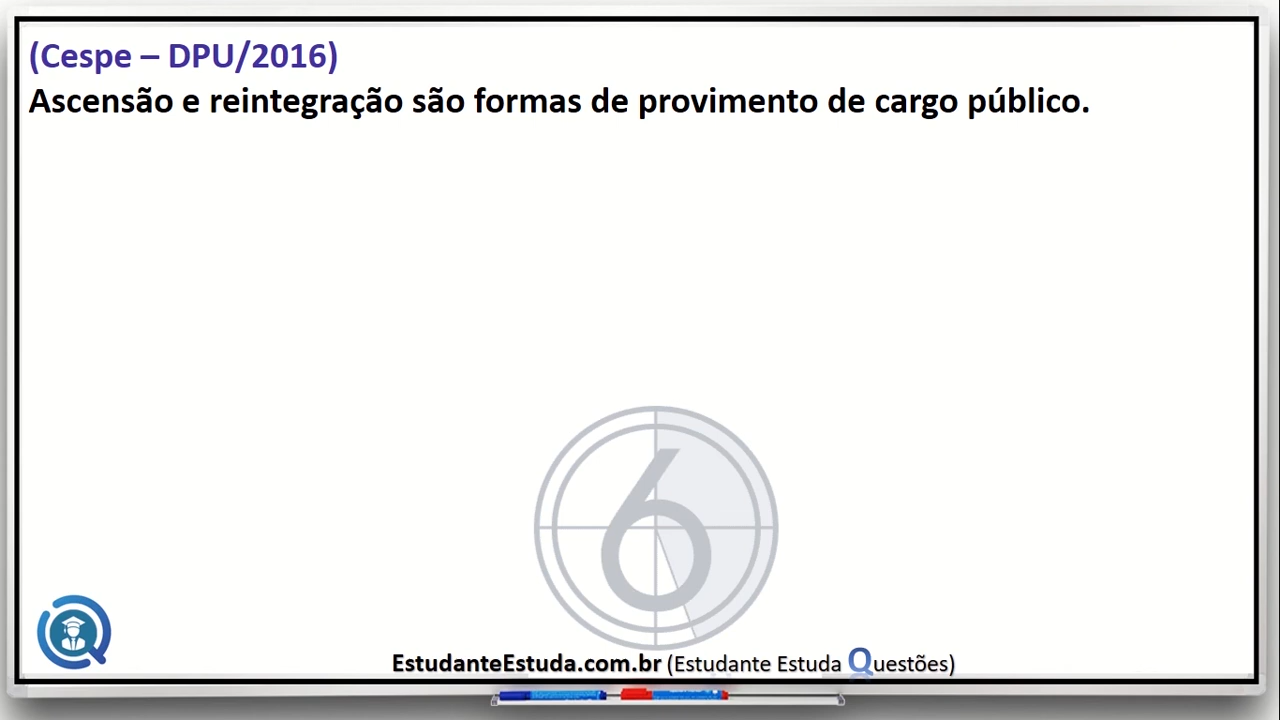 (Cespe – DPU/2016)
Ascensão e reintegração são formas de provimento de cargo público.
6
EstudanteEstuda.com.br (Estudante Estuda Questões)